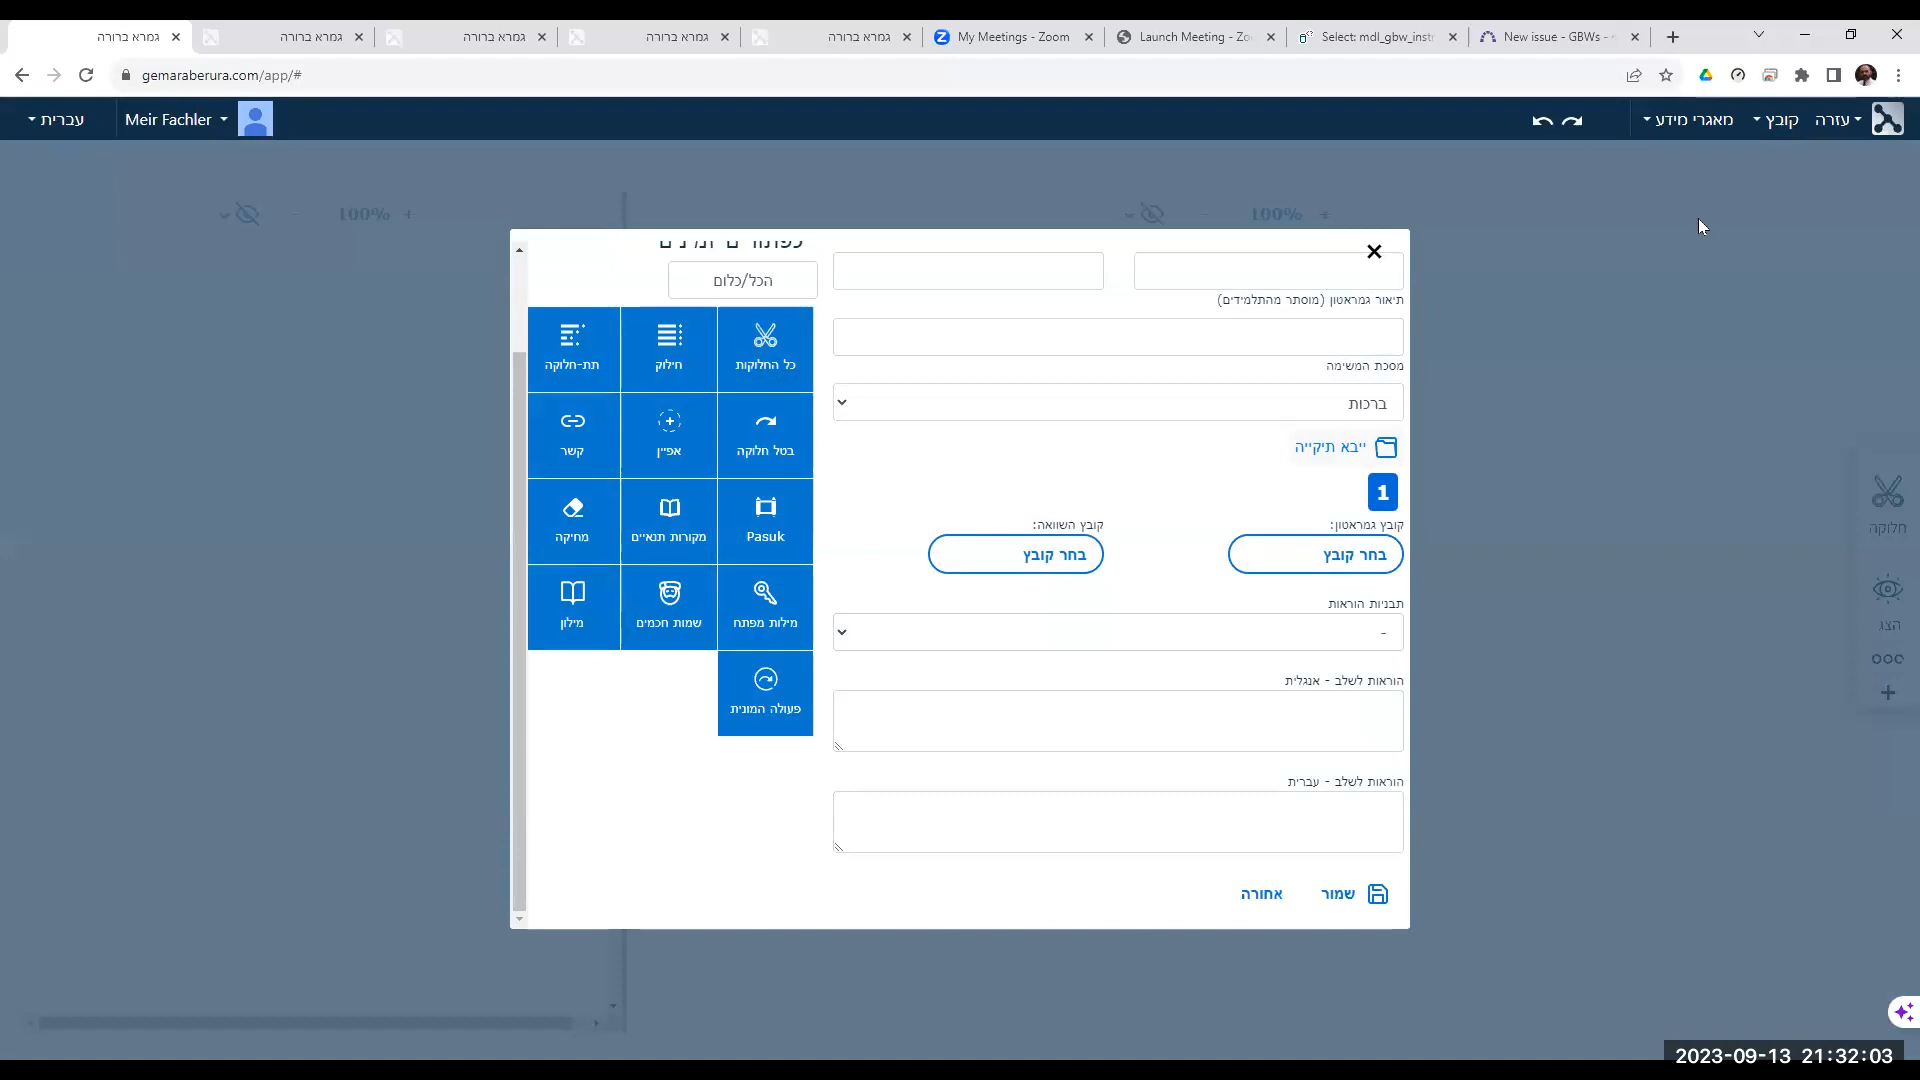 גמרא ברורה
גמרא ברורה
גמרא ברורה
גמרא ברורה
גמרא ברורה
My Meetings - Zoom
Launch Meeting - Zo
Select: mdl_gbw_instr
New issue - GBWs -
gemaraberura.com/app/#
עברית
Meir Fachler
מאגרי מידע
קובץ
עזרה
100%
100%
כפתורים זמינים
הכל/כלום
תיאור גמראטון (מוסתר מהתלמידים)
מסכת המשימה
ברכות
ייבא תיקייה
1
קובץ גמראטון:
קובץ השוואה:
בחר קובץ
בחר קובץ
תבניות הוראות
-
הוראות לשלב - אנגלית
הוראות לשלב - עברית
שמור
אחורה
כל החלוקות
חילוק
תת-חלוקה
בטל חלוקה
אפיין
קשר
Pasuk
מקורות תנאיים
מחיקה
מילות מפתח
שמות חכמים
מילון
פעולה המונית
חלוקה
הצג
2023-09-13 21:32:03